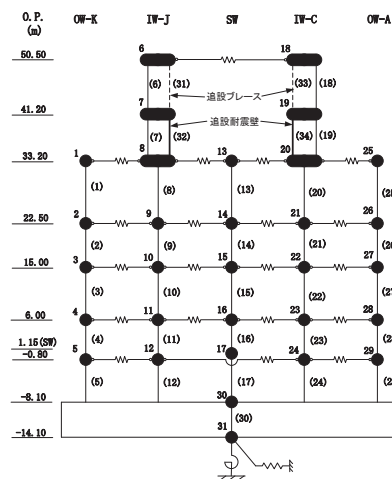 O.P. OW-K IW-J SW IW-C OW-A
(m)
6 18
50.50
(6) (31) (33) (18)
追設ブレース
7 19
41.20
追設耐震壁
(7) (32) (34) (19)
1 8 13 20 25
33.20
(1) (8) (13) (20)
2 9 14 21 26
22.50
(2) (9) (14) (21)
3 10 15 22 27
15.00
(3) (10) (15) (22)
4 11 16 23 28
6.00
(4) (11) (16) (23)
1.15(SW)
5 12 17 24 29
-0.80
(5) (12) (17) (24)
30
-8.10
(30)
31
-14.10